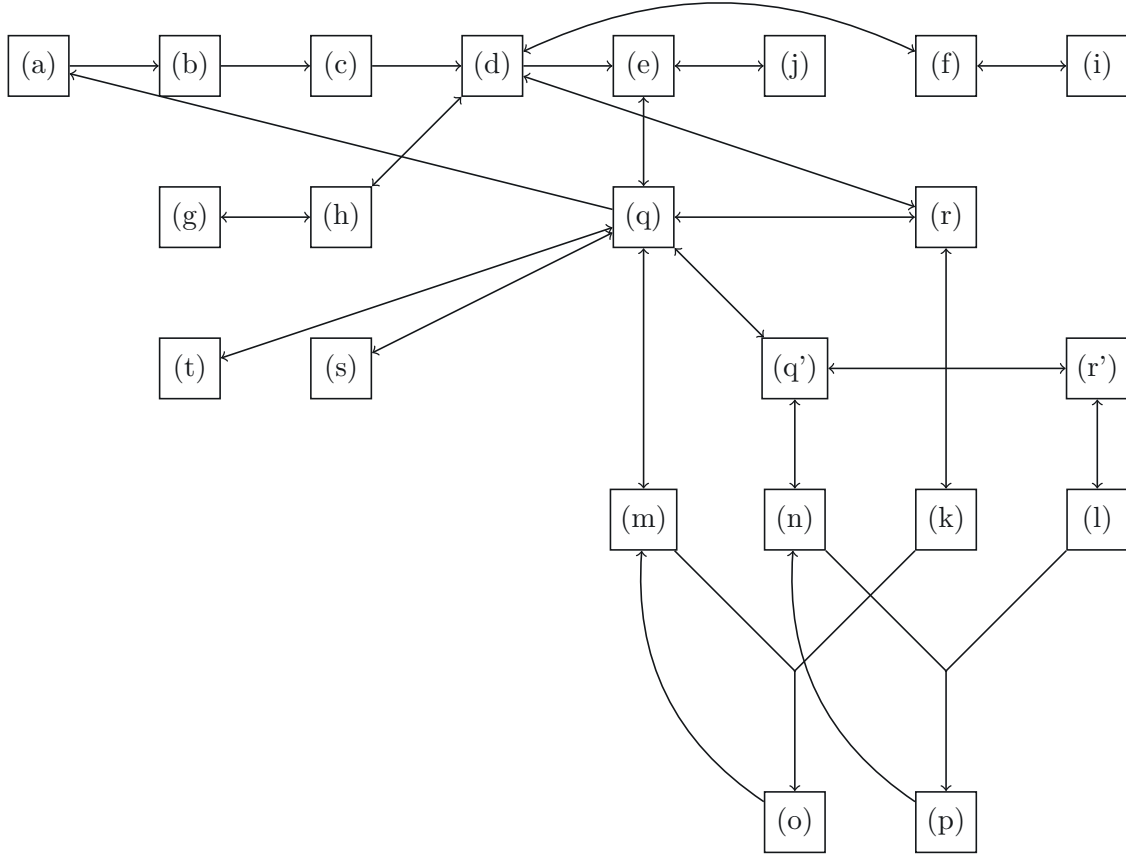 (a) (b) (c) (d) (e) (j) (f) (i)
(g) (h) (q) (r)
(t) (s) (q') (r')
(m) (n) (k) (l)
(o) (p)